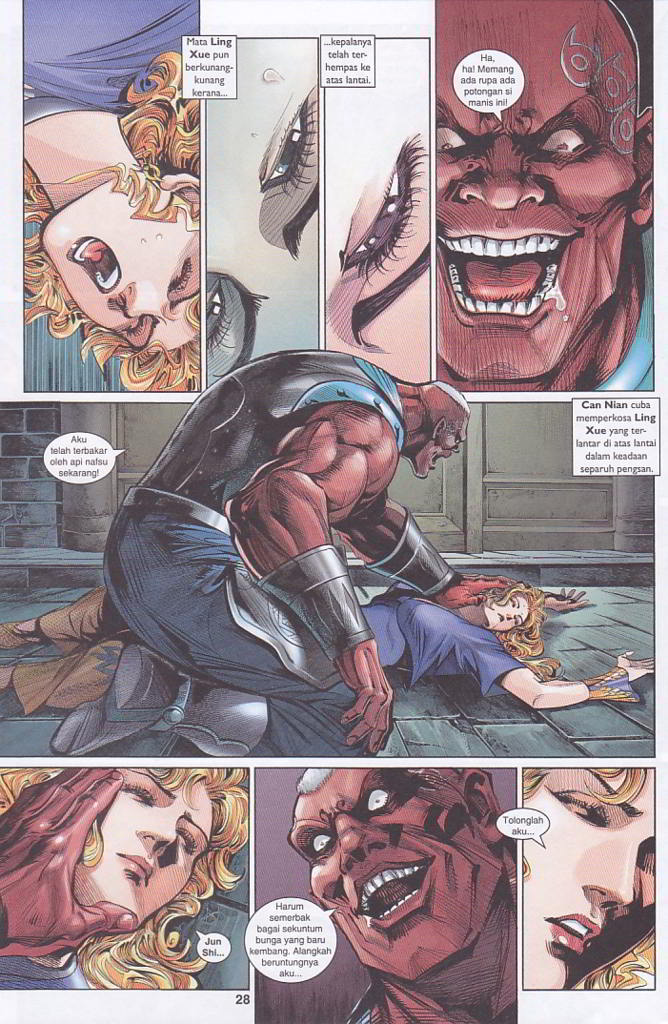 Mata Ling
Xue pun
berkunang-
kunang
kerana...
...kepalanya
telah ter-
hempas ke
atas lantai.
Ha,
ha! Memang
ada rupa ada
potongan si
manis ini!
Aku
telah terbakar
oleh api nafsu
sekarang!
Can Nian cuba
memperkosa Ling
Xue yang ter-
lantar di atas lantai
dalam keadaan
separuh pengsan.
Jun
Shi...
Harum
semerbak
bagai sekuntum
bunga yang baru
kembang. Alangkah
beruntungnya
aku...
Tolonglah
aku...
28